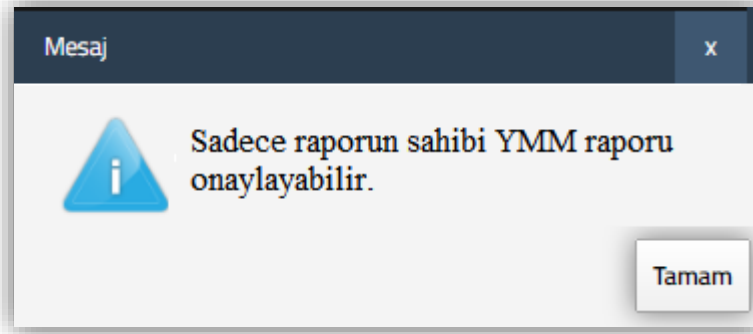 Mesaj
x
Sadece raporun sahibi YMM raporu
onaylayabilir.
Tamam